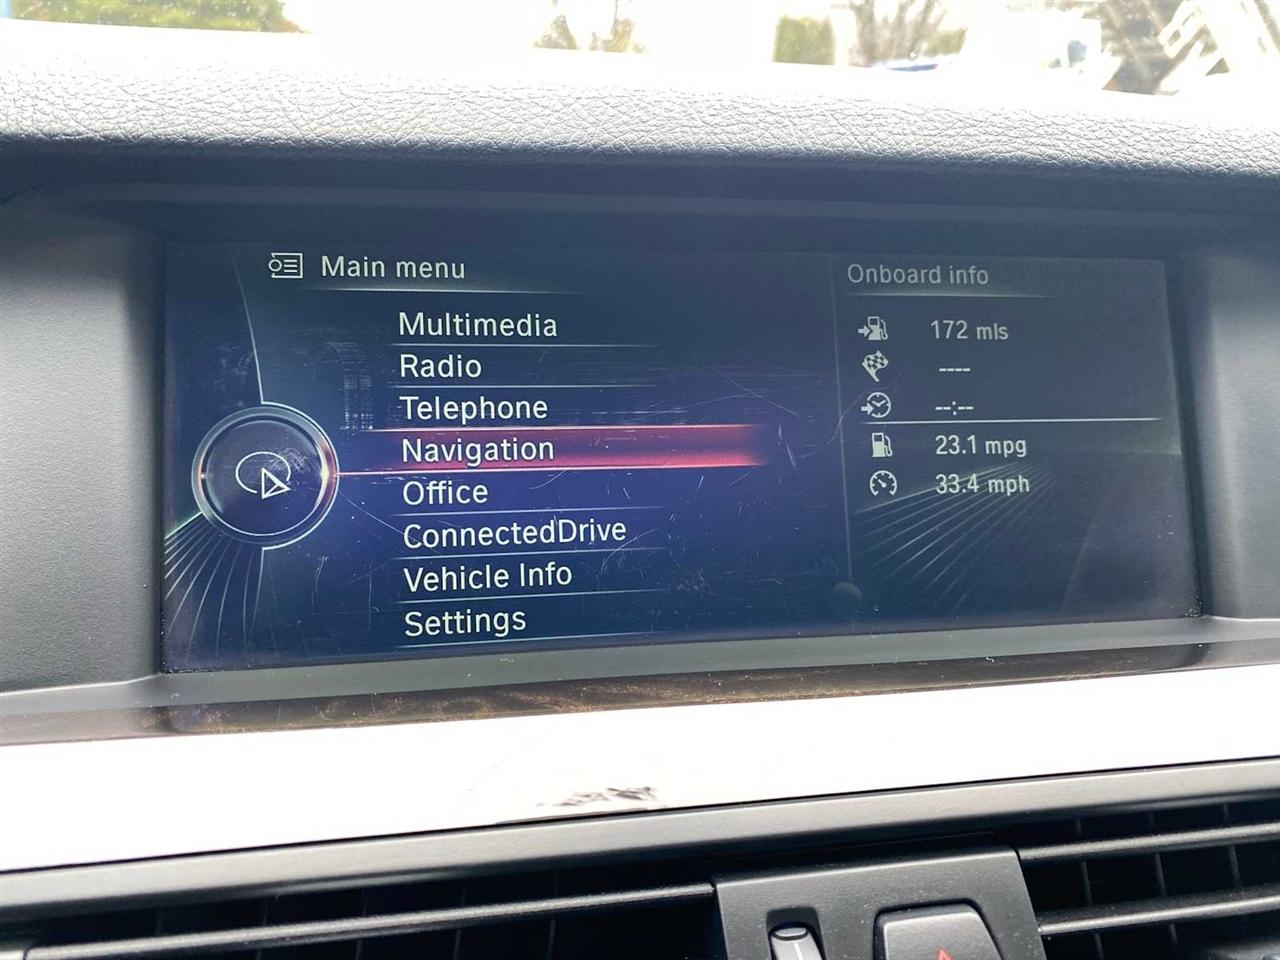 Main menu
Multimedia
Radio
Telephone
Navigation
Office
ConnectedDrive
Vehicle Info
Settings
Onboard info
172 mls
----
--:--
23.1 mpg
33.4 mph